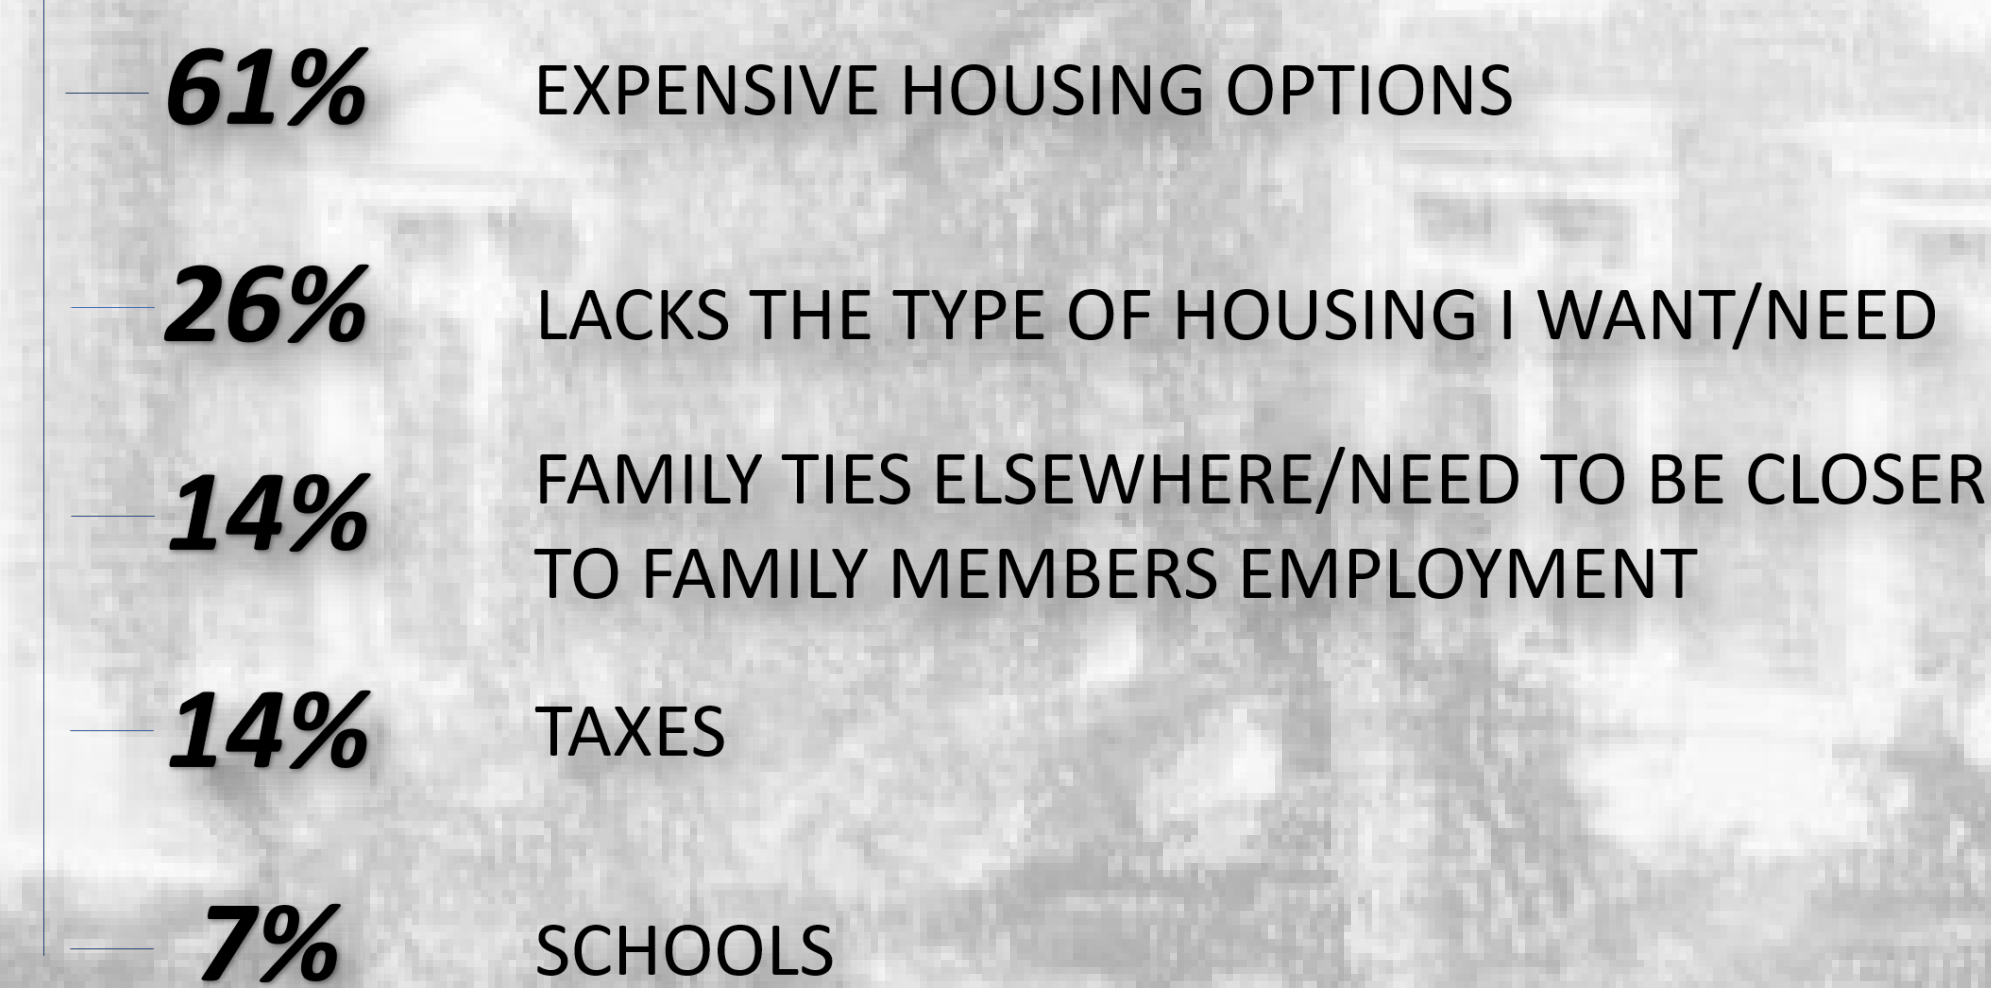 61% EXPENSIVE HOUSING OPTIONS
26% LACKS THE TYPE OF HOUSING I WANT/NEED
14% FAMILY TIES ELSEWHERE/NEED TO BE CLOSER
TO FAMILY MEMBERS EMPLOYMENT
14% TAXES
7% SCHOOLS